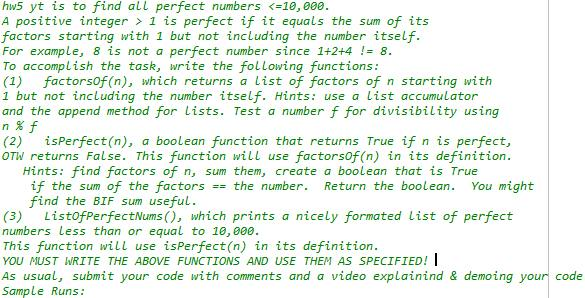 hw5 yt is to find all perfect numbers <=10,000.
A positive integer > 1 is perfect if it equals the sum of its
factors starting with 1 but not including the number itself.
For example, 8 is not a perfect number since 1+2+4 != 8.
To accomplish the task, write the following functions:
(1) factorsOf(n), which returns a list of factors of n starting with
1 but not including the number itself. Hints: use a list accumulator
and the append method for lists. Test a number f for divisibility using
n % f
(2) isPerfect(n), a boolean function that returns True if n is perfect,
OTW returns False. This function will use factorsOf(n) in its definition.
Hints: find factors of n, sum them, create a boolean that is True
if the sum of the factors == the number. Return the boolean. You might
find the BIF sum useful.
(3) ListOfPerfectNums(), which prints a nicely formated list of perfect
numbers less than or equal to 10,000.
This function will use isPerfect(n) in its definition.
YOU MUST WRITE THE ABOVE FUNCTIONS AND USE THEM AS SPECIFIED!
As usual, submit your code with comments and a video explainind & demoing your code
Sample Runs: